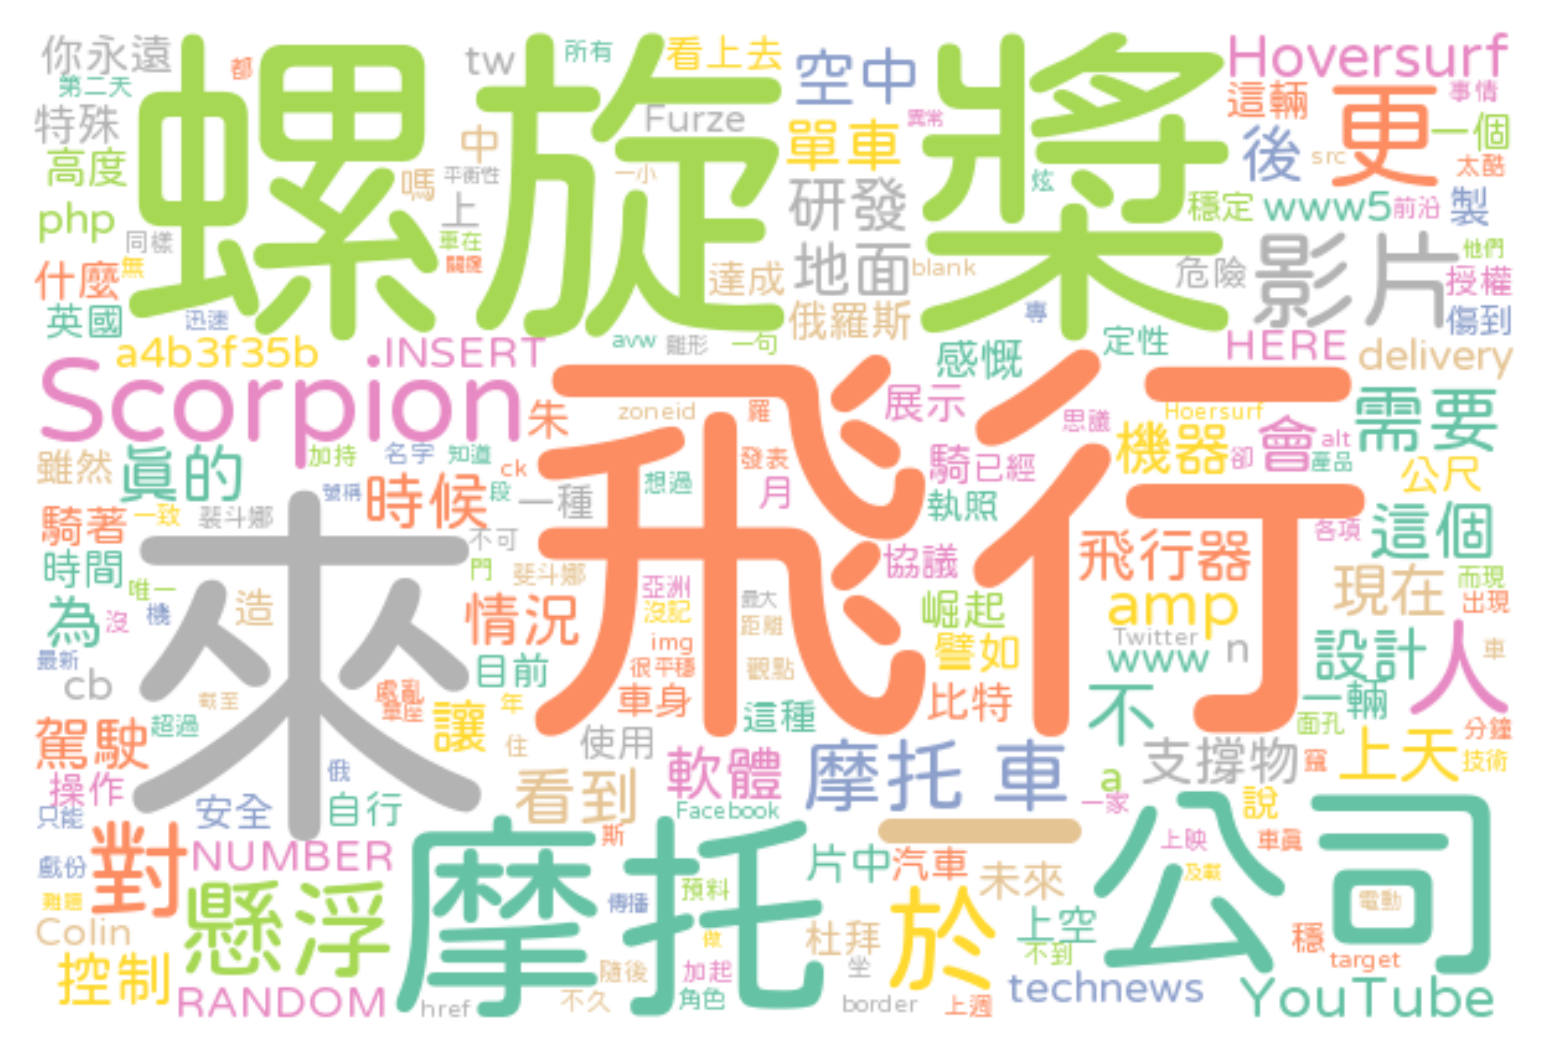 你永遠
第二天
都
螺旋槳
tw
所有
看上去
空中
Hoversurf
特殊
Furze
異常
這輛
更
事情
中
單車
後
src
一個
高度
嗎
平衡性
一小
炫
太酷
php
上
研發
穩定
www5
前沿
製
同樣
車在
地面
影片
他們
什麼
無
達成
blank
危險
授權
英國
迅速
俄羅斯
專
傷到
a4b3f35b
INSERT
avw
雛形
一句
感慨
定性
HERE
delivery
Scorpion
朱
zoneid
羅
飛行
展示
思議
Hoersurf
需要
雖然
真的
加持
名字
知道
ck
發表
騎
已經
機器
卻
會
alt
產品
公尺
號稱
時候
段
一種
想過
月
執照
騎著
一致
裴斗娜
來
不可
飛行器
各項
這個
時間
唯一
門
斐斗娜
亞洲
協議
現在
而現
為
沒
機
造
情況
沒記
最大
崛起
amp
出現
最新
img
距離
譬如
Twitter
www
n
設計
人
車
cb
目前
很平穩
觀點
截至
車身
比特
不
一輛
駕駛
超過
讓
年
這種
面孔
分鐘
住
使用
操作
俄
看到
軟體
摩托
車
支撐物
上天
技術
只能
安全
自行
Facebook
a
一家
說
對
NUMBER
斯
摩托
一
公司
片中
汽車
上映
車真
戲份
懸浮
預料
未來
及載
傳播
於
電動
Colin
做
杜拜
上空
穩
控制
隨後
加起
坐
不到
target
RANDOM
href
不久
角色
border
上週
technews
YouTube